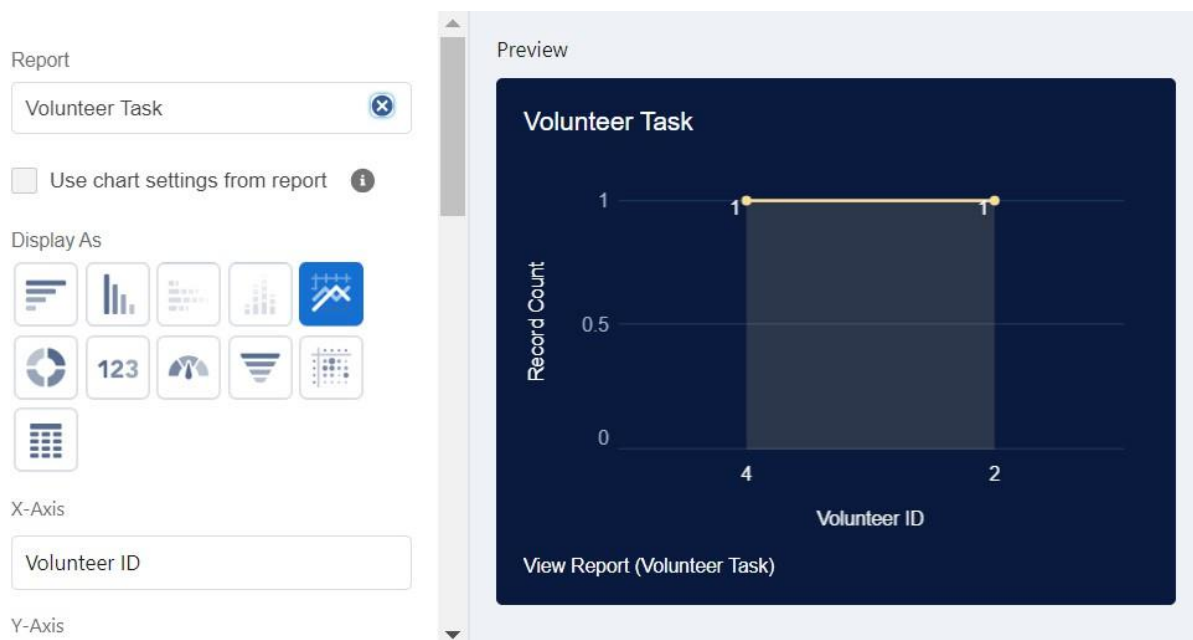 Report
Volunteer Task
Use chart settings from report
Display As
123
X-Axis
Volunteer ID
Y-Axis
Preview
Volunteer Task
1
1
1
0.5
0
Record Count
4
2
Volunteer ID
View Report (Volunteer Task)